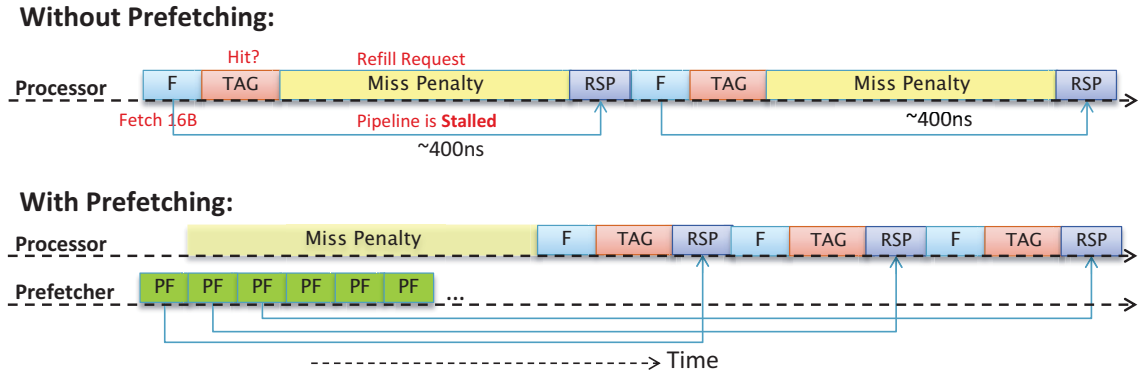 Without Prefetching:
Hit? Refill Request
Processor F TAG Miss Penalty RSP F TAG Miss Penalty RSP
Fetch 16B Pipeline is Stalled ~400ns
~400ns
With Prefetching:
Processor Miss Penalty F TAG RSP F TAG RSP F TAG RSP
Prefetcher PF PF PF PF PF PF ...
Time